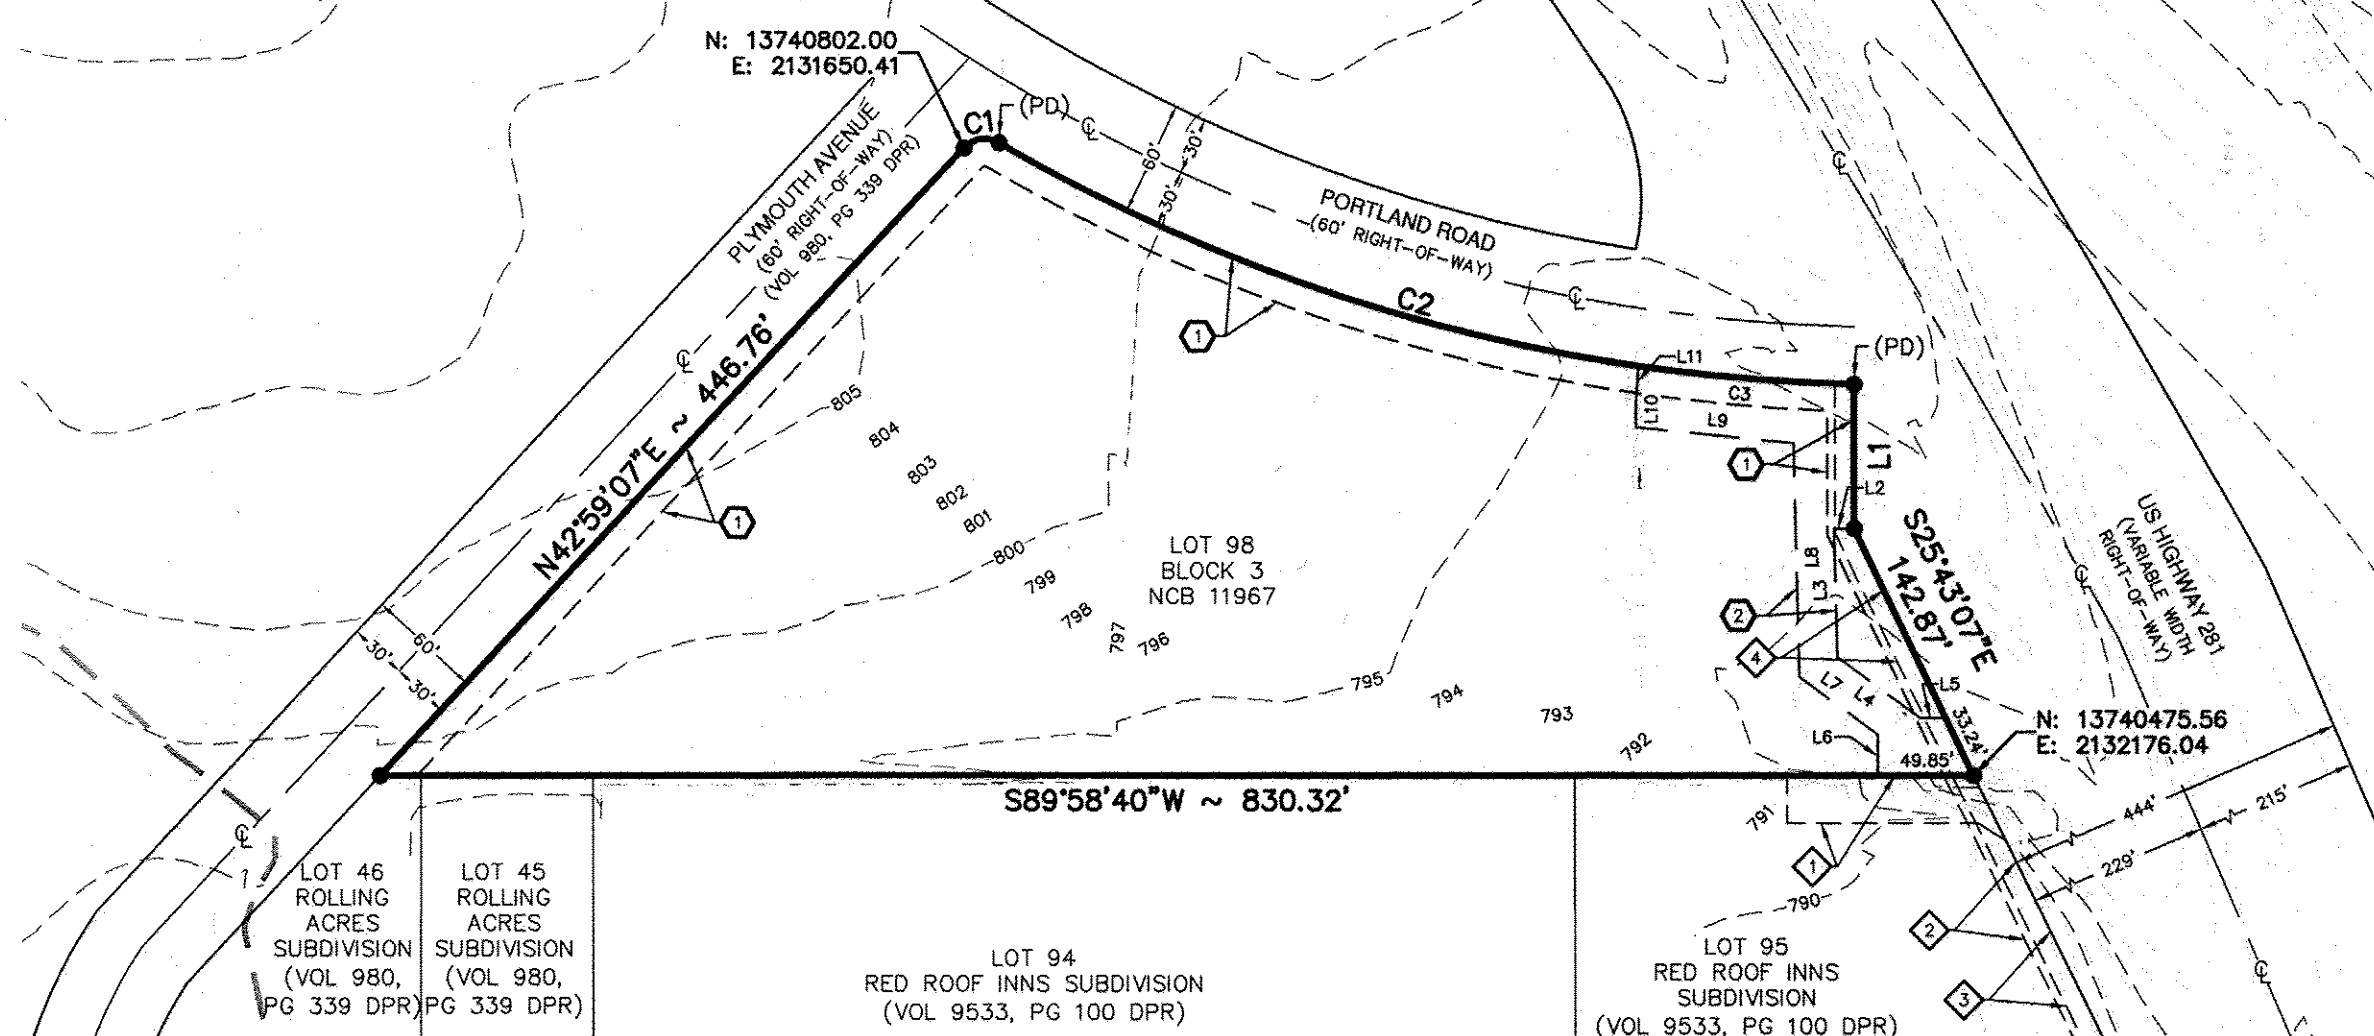 N: 13740802.00
E: 2131650.41
C1
(PD)
℄
PLYMOUTH AVENUE
(60' RIGHT-OF-WAY)
(VOL 980, PG 339 DPR)
60'
30'
30'
PORTLAND ROAD
(60' RIGHT-OF-WAY)
℄
℄
C2
1
(PD)
L11
C3
L10
L9
1
L1
L2
℄
N42°59'07"E ~ 446.76'
805
804
803
802
801
800
799
798
797
796
795
794
793
792
791
790
1
LOT 98
BLOCK 3
NCB 11967
L8
L3
2
4
L7
L4
L5
L6
S25°43'07"E
142.87'
33.24'
49.85'
US HIGHWAY 281
(VARIABLE WIDTH
RIGHT-OF-WAY)
℄
N: 13740475.56
E: 2132176.04
60'
30'
30'
S89°58'40"W ~ 830.32'
444'
215'
229'
1
2
3
℄
℄
LOT 46
ROLLING
ACRES
SUBDIVISION
(VOL 980,
PG 339 DPR)
LOT 45
ROLLING
ACRES
SUBDIVISION
(VOL 980,
PG 339 DPR)
LOT 94
RED ROOF INNS SUBDIVISION
(VOL 9533, PG 100 DPR)
LOT 95
RED ROOF INNS
SUBDIVISION
(VOL 9533, PG 100 DPR)